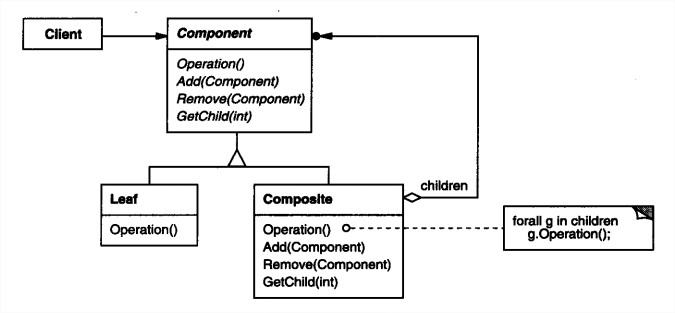 Client
Component
Operation()
Add(Component)
Remove(Component)
GetChild(int)
Leaf
Operation()
Composite
Operation()
Add(Component)
Remove(Component)
GetChild(int)
children
forall g in children
g.Operation();